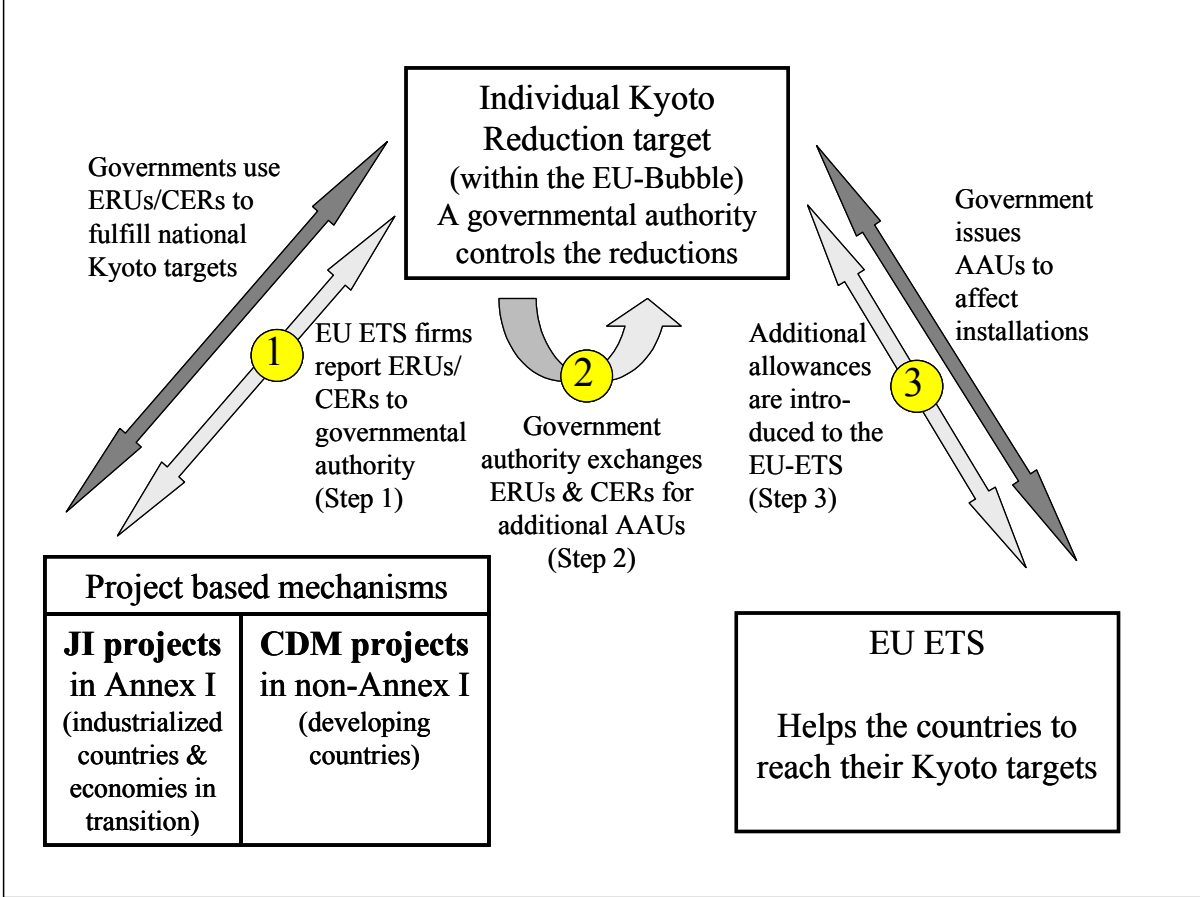 Individual Kyoto
Reduction target
(within the EU-Bubble)
A governmental authority
controls the reductions
Governments use
ERUs/CERs to
fulfill national
Kyoto targets
1
EU ETS firms
report ERUs/
CERs to
governmental
authority
(Step 1)
2
Government
authority exchanges
ERUs & CERs for
additional AAUs
(Step 2)
Additional
allowances
are intro-
duced to the
EU-ETS
(Step 3)
3
Government
issues
AAUs to
affect
installations
Project based mechanisms
JI projects
in Annex I
(industrialized
countries &
economies in
transition)
CDM projects
in non-Annex I
(developing
countries)
EU ETS
Helps the countries to
reach their Kyoto targets